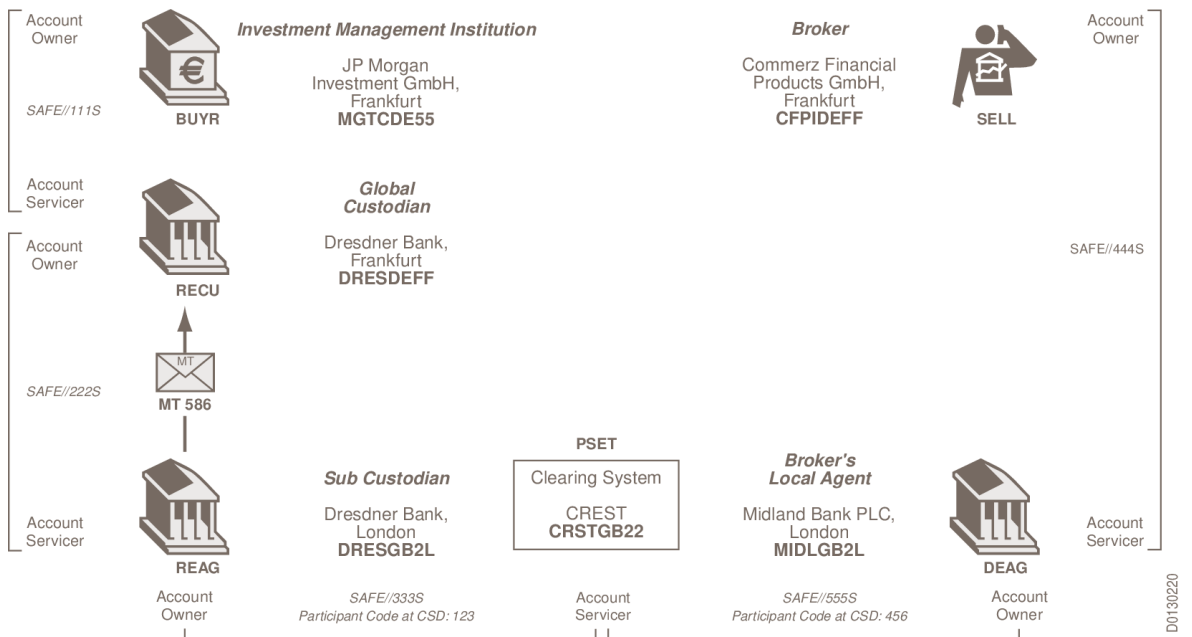 Account
Owner
Investment Management Institution
Broker
Account
Owner
JP Morgan
Investment GmbH,
Frankfurt
MGTCDE55
Commerz Financial
Products GmbH,
Frankfurt
CFPIDEFF
SAFE//111S
BUYR
SELL
Account
Servicer
Global
Custodian
Account
Owner
Dresdner Bank,
Frankfurt
DRESDEFF
SAFE//444S
RECU
MT
SAFE//222S
MT 586
PSET
Sub Custodian
Clearing System
Broker's
Local Agent
Account
Servicer
Dresdner Bank,
London
DRESGB2L
CREST
CRSTGB22
Midland Bank PLC,
London
MIDLGB2L
Account
Servicer
REAG
DEAG
Account
Owner
SAFE//333S
Participant Code at CSD: 123
Account
Servicer
SAFE//555S
Participant Code at CSD: 456
Account
Owner
D0130220